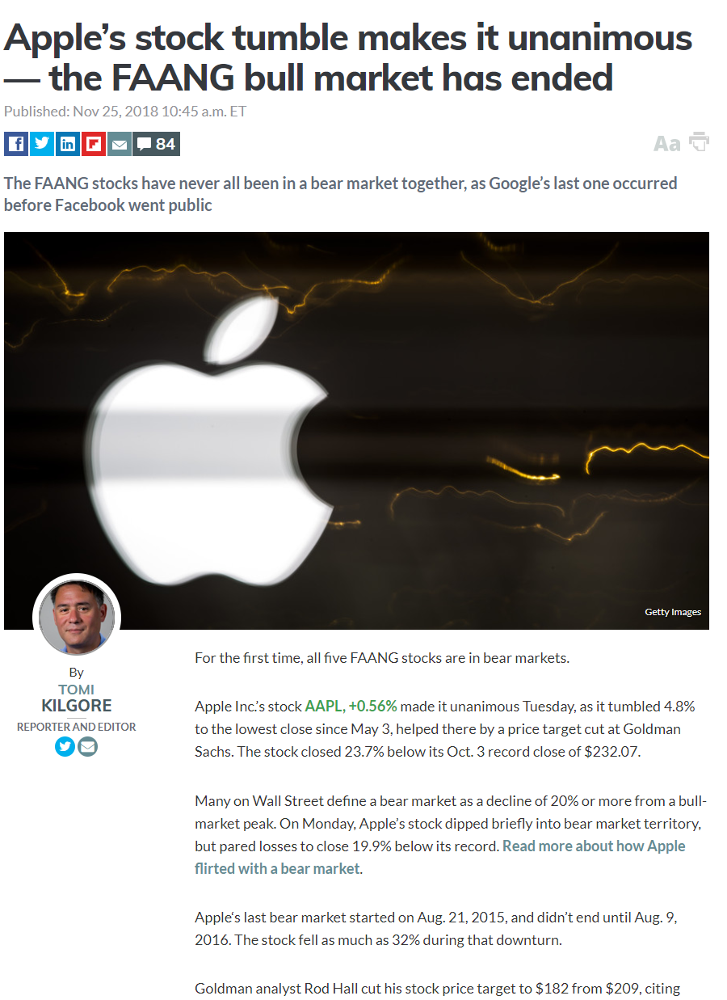 Apple’s stock tumble makes it unanimous
— the FAANG bull market has ended
Published: Nov 25, 2018 10:45 a.m. ET
84
Aa
The FAANG stocks have never all been in a bear market together, as Google’s last one occurred
before Facebook went public
Getty Images
By
TOMI
KILGORE
REPORTER AND EDITOR
For the first time, all five FAANG stocks are in bear markets.
Apple Inc.’s stock AAPL, +0.56% made it unanimous Tuesday, as it tumbled 4.8%
to the lowest close since May 3, helped there by a price target cut at Goldman
Sachs. The stock closed 23.7% below its Oct. 3 record close of $232.07.
Many on Wall Street define a bear market as a decline of 20% or more from a bull-
market peak. On Monday, Apple’s stock dipped briefly into bear market territory,
but pared losses to close 19.9% below its record. Read more about how Apple
flirted with a bear market.
Apple‘s last bear market started on Aug. 21, 2015, and didn’t end until Aug. 9,
2016. The stock fell as much as 32% during that downturn.
Goldman analyst Rod Hall cut his stock price target to $182 from $209, citing